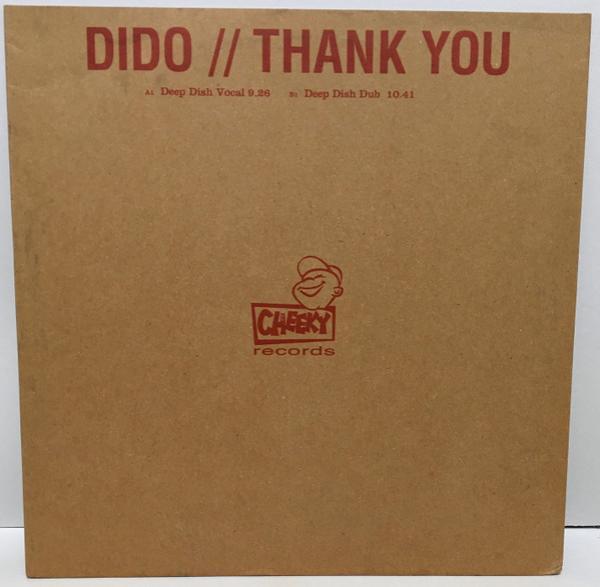 DIDO // THANK YOU
A1 Deep Dish Vocal 9.26 B1 Deep Dish Dub 10.41
CHEEKY
records